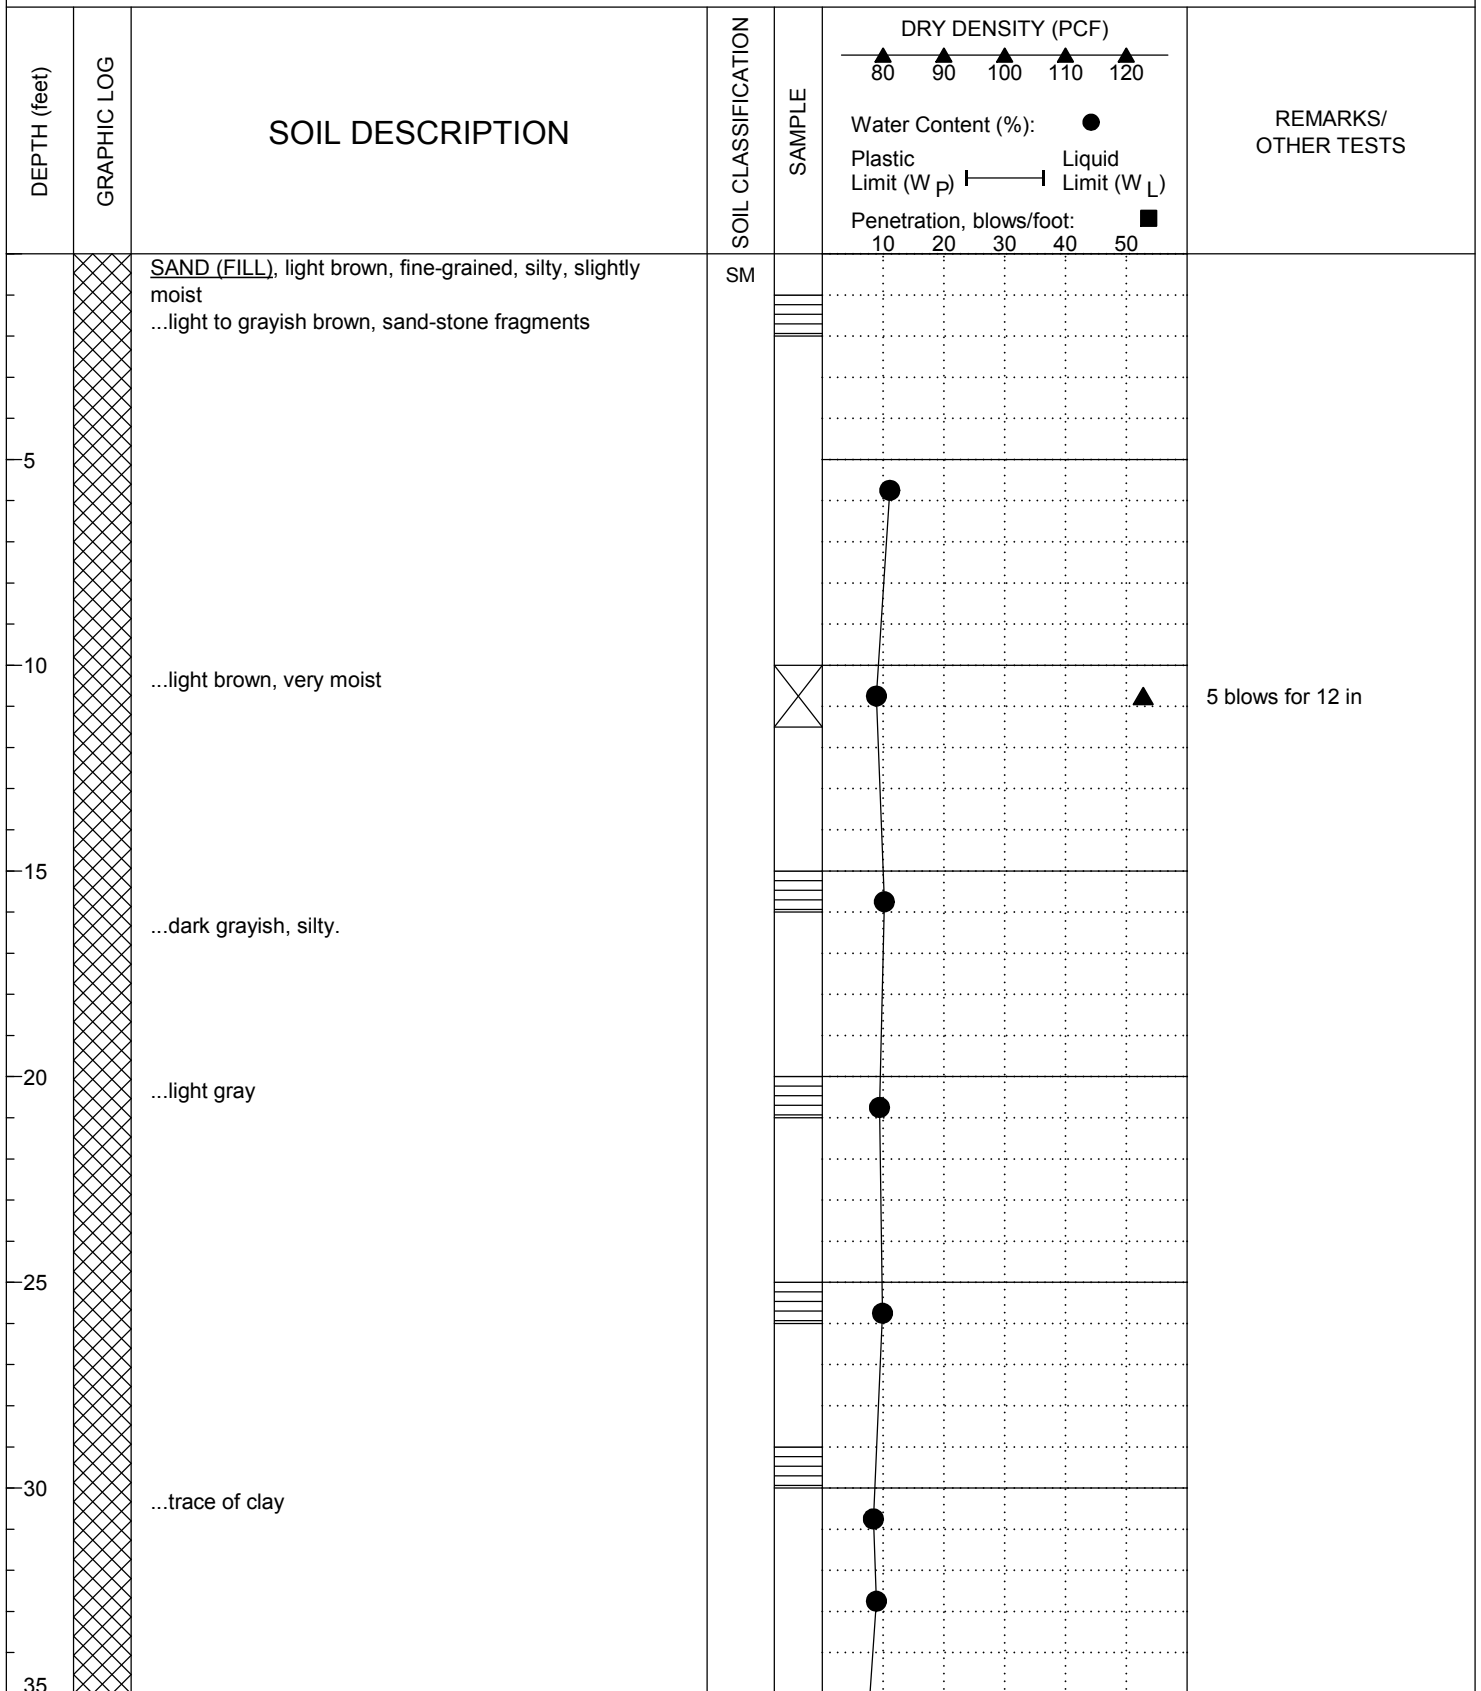 DEPTH (feet)
GRAPHIC LOG
SOIL DESCRIPTION
SOIL CLASSIFICATION
SAMPLE
DRY DENSITY (PCF)
80 90 100 110 120
Water Content (%):
Plastic Limit (W P)
Liquid Limit (W L)
Penetration, blows/foot:
10 20 30 40 50
REMARKS/
OTHER TESTS
SAND (FILL), light brown, fine-grained, silty, slightly
moist
SM
...light to grayish brown, sand-stone fragments
5
10
...light brown, very moist
5 blows for 12 in
15
...dark grayish, silty.
20
...light gray
25
30
...trace of clay
35